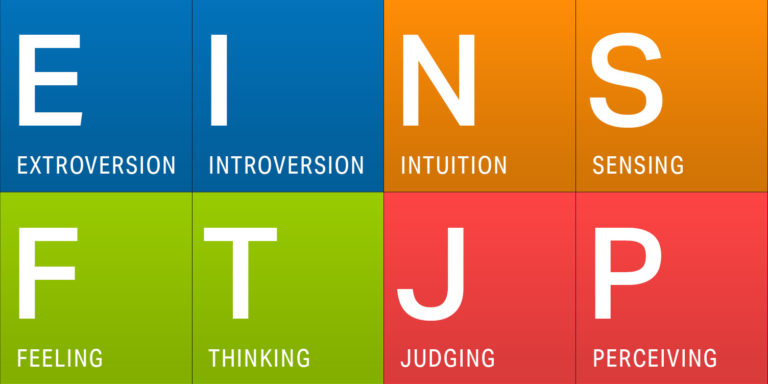 E I N S
EXTROVERSION INTROVERSION INTUITION SENSING
F T J P
FEELING THINKING JUDGING PERCEIVING